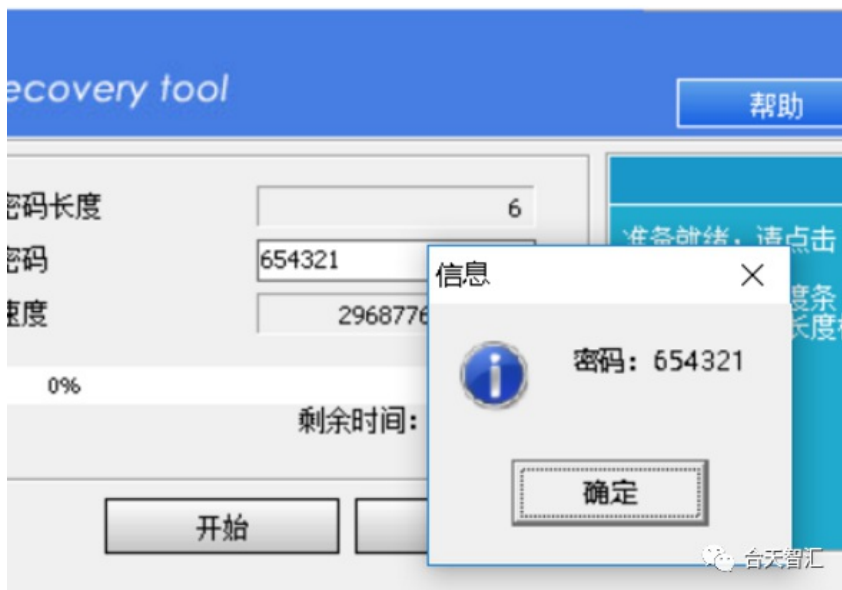 ecovery tool
帮助
密码长度
6
密码
654321
速度
2968776
0%
剩余时间:
开始
准备就绪，请点击
度条
长度
信息
密码: 654321
确定
合天智汇